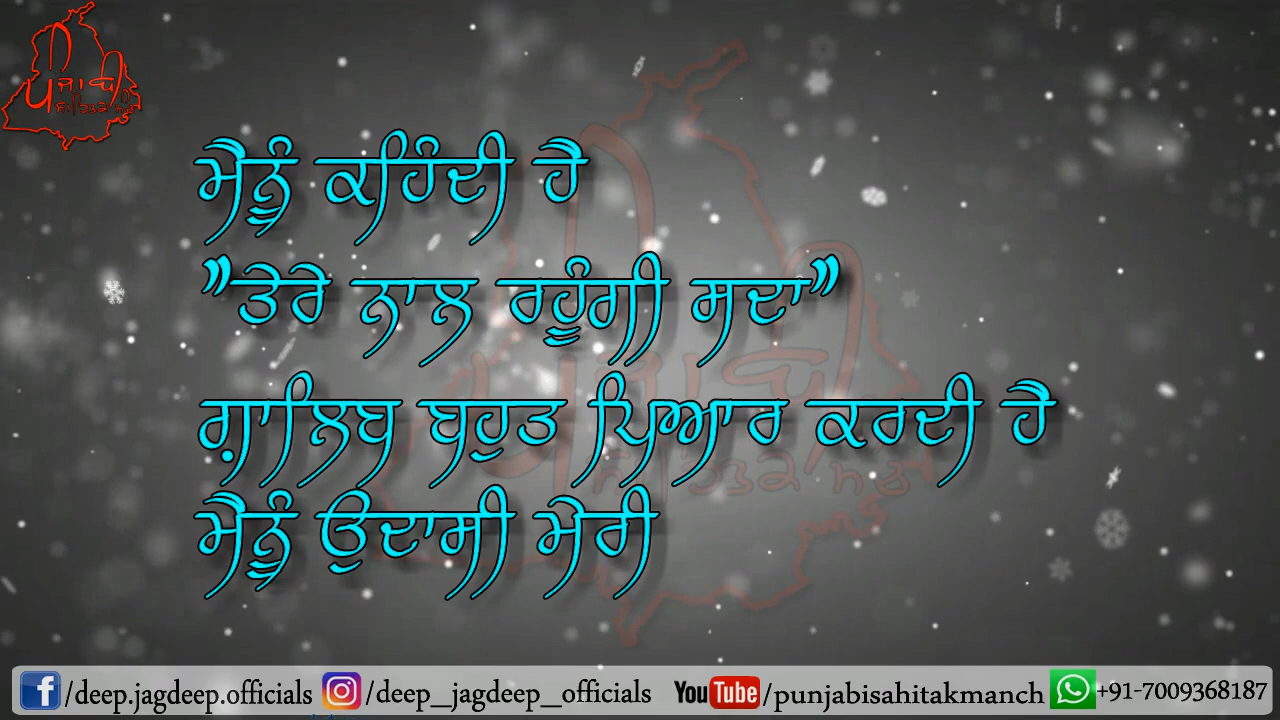 ਪੰਜਾਬੀ
ਮੈਨੂੰ ਕਹਿੰਦੀ ਹੈ
"ਤੇਰੇ ਨਾਲ ਰਹੂੰਗੀ ਸਦਾ"
ਗ਼ਾਲਿਬ ਬਹੁਤ ਪਿਆਰ ਕਰਦੀ ਹੈ
ਮੈਨੂੰ ਉਦਾਸੀ ਮੇਰੀ
/deep.jagdeep.officials /deep_jagdeep_officials YouTube /punjabisahitakmanch +91-7009368187